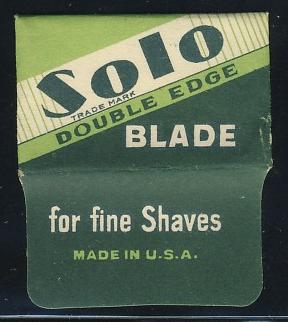 Solo
TRADE MARK
DOUBLE EDGE
BLADE
for fine Shaves
MADE IN U.S.A.